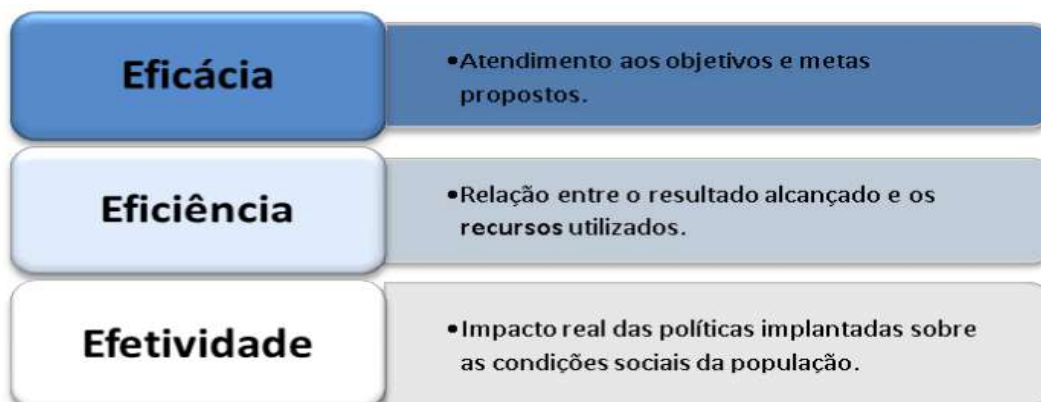 Eficácia
•Atendimento aos objetivos e metas
propostos.
Eficiência
•Relação entre o resultado alcançado e os
recursos utilizados.
Efetividade
•Impacto real das políticas implantadas sobre
as condições sociais da população.